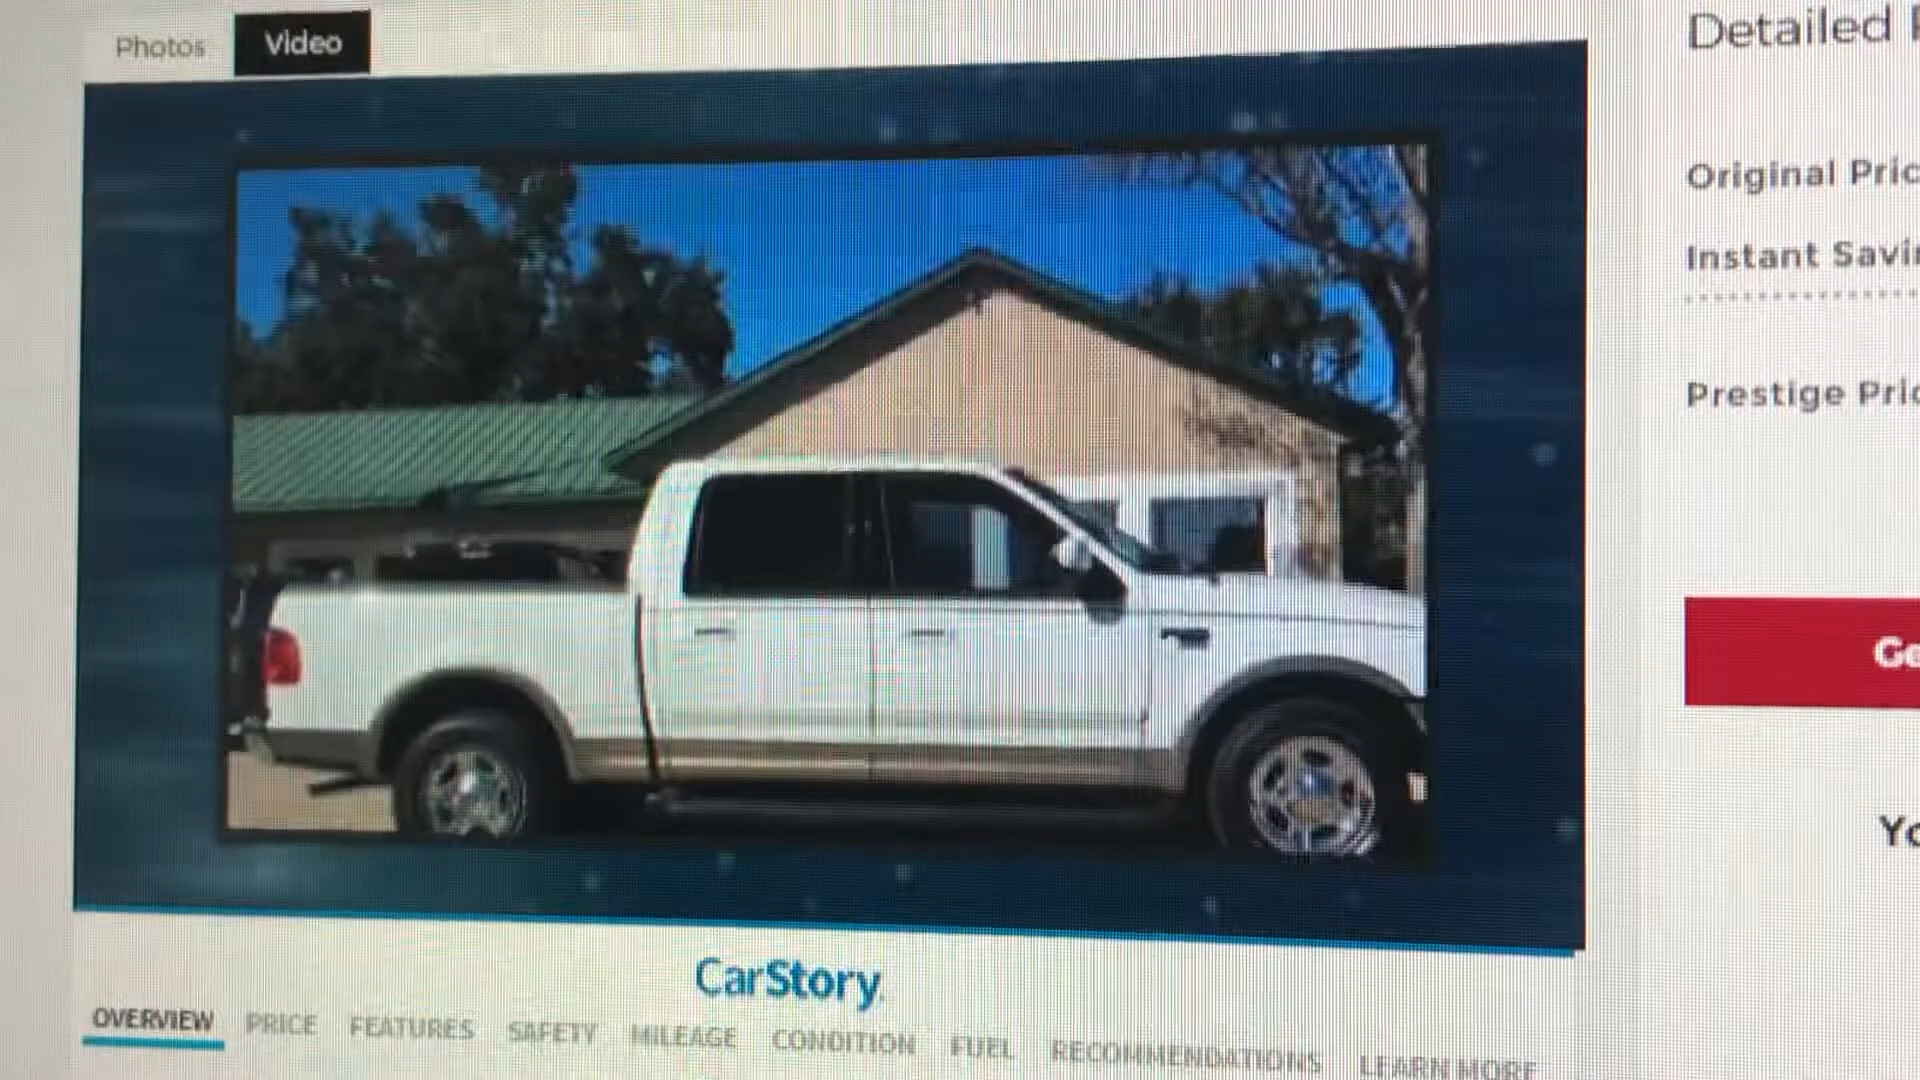 Photos
Video
Detailed
Original Pric
Instant Savin
Prestige Pric
Ge
Yo
CarStory
OVERVIEW
PRICE
FEATURES
SAFETY
MILEAGE
CONDITION
FUEL
RECOMMENDATIONS
LEARN MORE